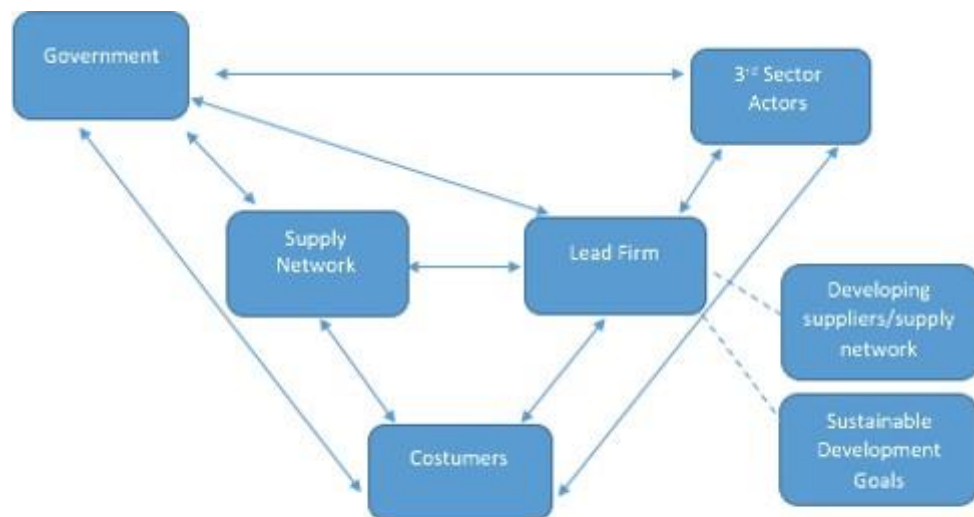 Government
3rd Sector
Actors
Supply
Network
Lead Firm
Developing
suppliers/supply
network
Costumers
Sustainable
Development
Goals